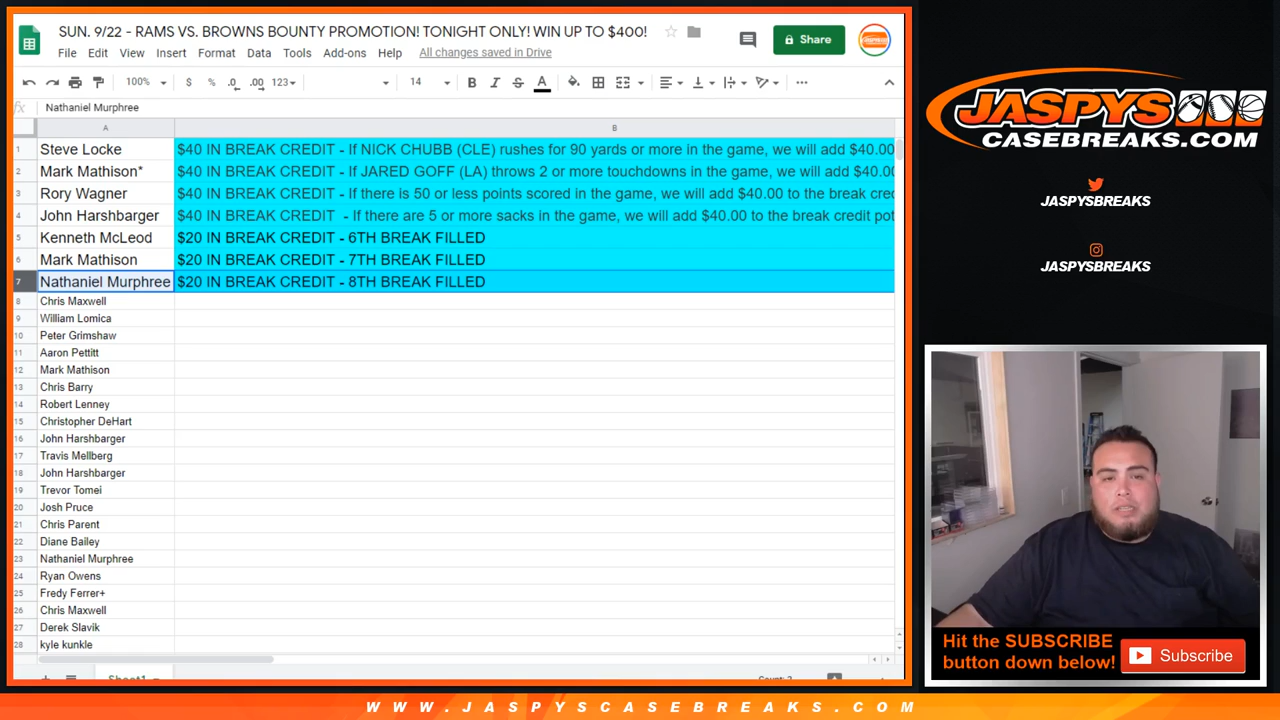 SUN. 9/22 - RAMS VS. BROWNS BOUNTY PROMOTION! TONIGHT ONLY! WIN UP TO $400!
File Edit View Insert Format Data Tools Add-ons Help All changes saved in Drive
Share
100% $ % .0 .00 123 14 B I S A
fx Nathaniel Murphree
A B
1 Steve Locke $40 IN BREAK CREDIT - If NICK CHUBB (CLE) rushes for 90 yards or more in the game, we will add $40.00
2 Mark Mathison* $40 IN BREAK CREDIT - If JARED GOFF (LA) throws 2 or more touchdowns in the game, we will add $40.00
3 Rory Wagner $40 IN BREAK CREDIT - If there is 50 or less points scored in the game, we will add $40.00 to the break cred
4 John Harshbarger $40 IN BREAK CREDIT - If there are 5 or more sacks in the game, we will add $40.00 to the break credit pot
5 Kenneth McLeod $20 IN BREAK CREDIT - 6TH BREAK FILLED
6 Mark Mathison $20 IN BREAK CREDIT - 7TH BREAK FILLED
7 Nathaniel Murphree $20 IN BREAK CREDIT - 8TH BREAK FILLED
8 Chris Maxwell
9 William Lomica
10 Peter Grimshaw
11 Aaron Pettitt
12 Mark Mathison
13 Chris Barry
14 Robert Lenney
15 Christopher DeHart
16 John Harshbarger
17 Travis Mellberg
18 John Harshbarger
19 Trevor Tomei
20 Josh Pruce
21 Chris Parent
22 Diane Bailey
23 Nathaniel Murphree
24 Ryan Owens
25 Fredy Ferrer+
26 Chris Maxwell
27 Derek Slavik
28 kyle kunkle
Sheet1
JASPYS
CASEBREAKS.COM
JASPYSBREAKS
JASPYSBREAKS
Hit the SUBSCRIBE
button down below!
Subscribe
WWW.JASPYSCASEBREAKS.COM